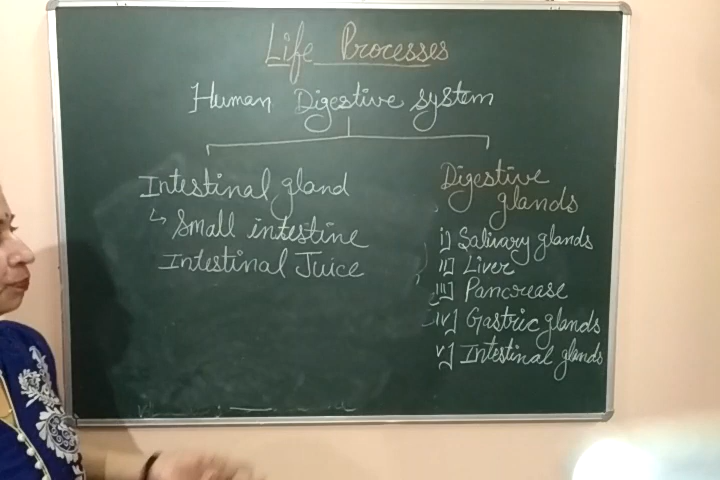 Life Processes
Human Digestive system
Intestinal gland
↳ Small intestine
Intestinal Juice
Digestive
glands
i] Salivary glands
ii] Liver
iii] Pancrease
iv] Gastric glands
v] Intestinal glands